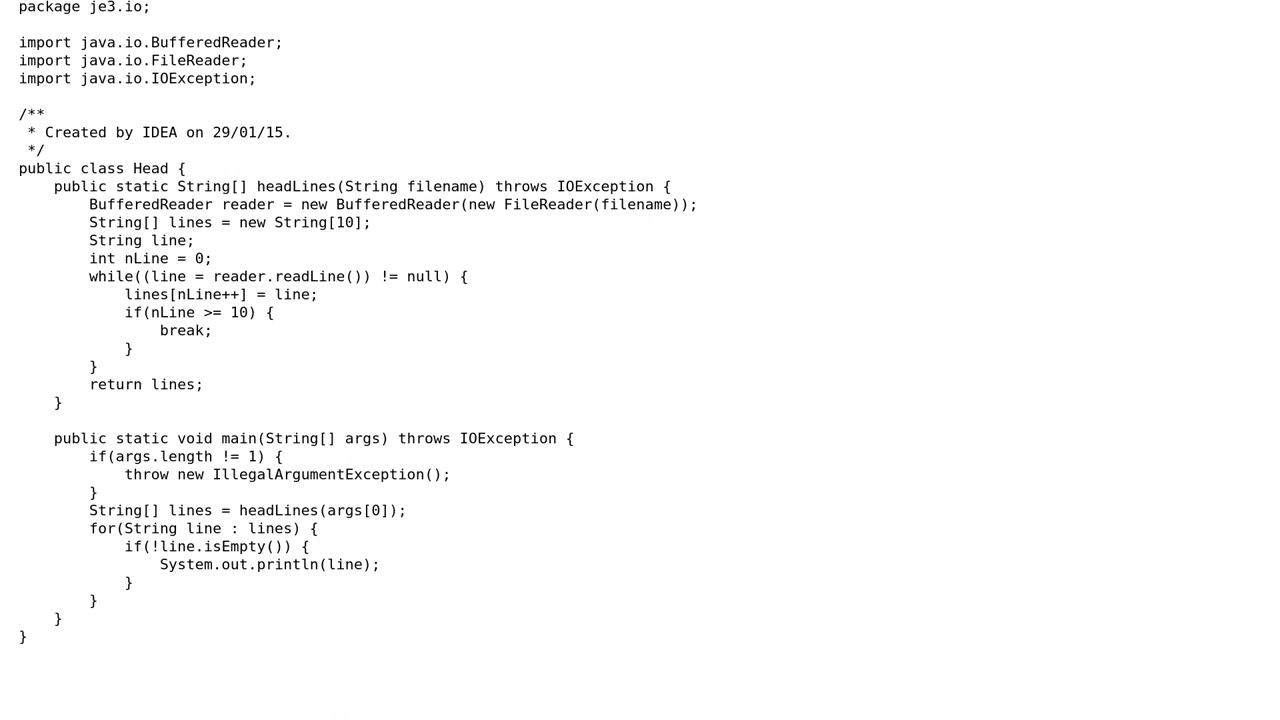 package je3.io;

import java.io.BufferedReader;
import java.io.FileReader;
import java.io.IOException;

/**
 * Created by IDEA on 29/01/15.
 */
public class Head {
    public static String[] headLines(String filename) throws IOException {
        BufferedReader reader = new BufferedReader(new FileReader(filename));
        String[] lines = new String[10];
        String line;
        int nLine = 0;
        while((line = reader.readLine()) != null) {
            lines[nLine++] = line;
            if(nLine >= 10) {
                break;
            }
        }
        return lines;
    }

    public static void main(String[] args) throws IOException {
        if(args.length != 1) {
            throw new IllegalArgumentException();
        }
        String[] lines = headLines(args[0]);
        for(String line : lines) {
            if(!line.isEmpty()) {
                System.out.println(line);
            }
        }
    }
}